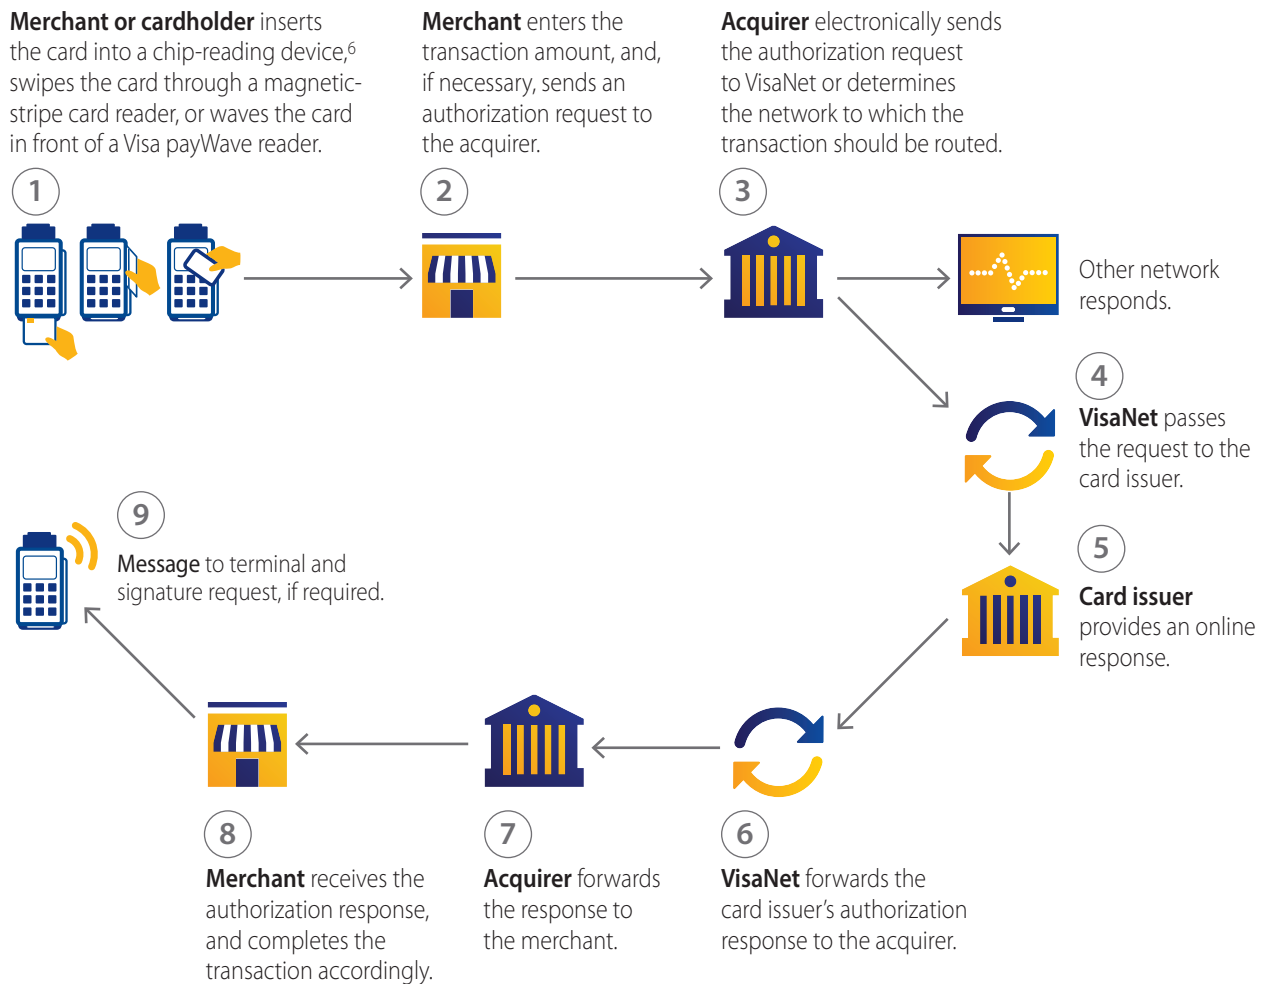 Merchant or cardholder inserts
the card into a chip-reading device,6
swipes the card through a magnetic-
stripe card reader, or waves the card
in front of a Visa payWave reader.
1
Merchant enters the
transaction amount, and,
if necessary, sends an
authorization request to
the acquirer.
2
Acquirer electronically sends
the authorization request
to VisaNet or determines
the network to which the
transaction should be routed.
3
Other network
responds.
4
VisaNet passes
the request to the
card issuer.
5
Card issuer
provides an online
response.
6
VisaNet forwards the
card issuer’s authorization
response to the acquirer.
7
Acquirer forwards
the response to
the merchant.
8
Merchant receives the
authorization response,
and completes the
transaction accordingly.
9
Message to terminal and
signature request, if required.